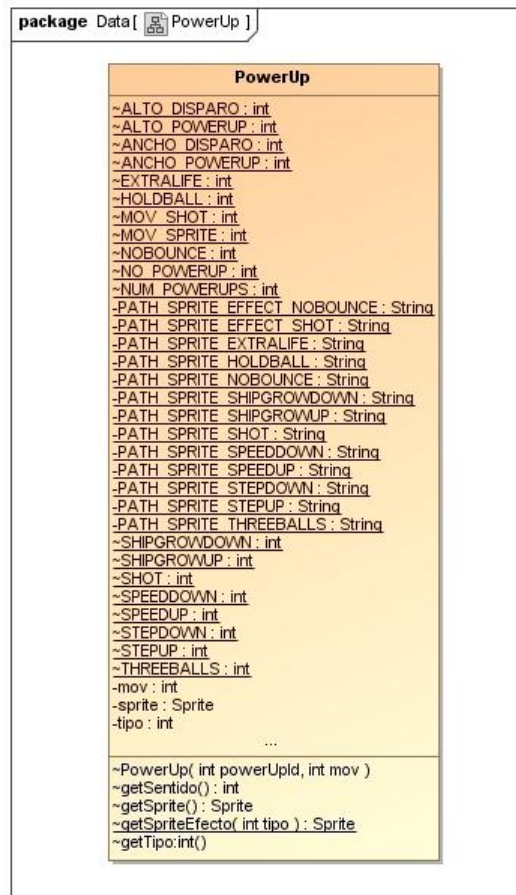 package Data [ PowerUp ]
PowerUp
~ALTO_DISPARO : int
~ALTO_POWERUP : int
~ANCHO_DISPARO : int
~ANCHO_POWERUP : int
~EXTRALIFE : int
~HOLDBALL : int
~MOV_SHOT : int
~MOV_SPRITE : int
~NOBOUNCE : int
~NO_POWERUP : int
~NUM_POWERUPS : int
-PATH_SPRITE_EFFECT_NOBOUNCE : String
-PATH_SPRITE_EFFECT_SHOT : String
-PATH_SPRITE_EXTRALIFE : String
-PATH_SPRITE_HOLDBALL : String
-PATH_SPRITE_NOBOUNCE : String
-PATH_SPRITE_SHIPGROWDOWN : String
-PATH_SPRITE_SHIPGROWUP : String
-PATH_SPRITE_SHOT : String
-PATH_SPRITE_SPEEDDOWN : String
-PATH_SPRITE_SPEEDUP : String
-PATH_SPRITE_STEPDOWN : String
-PATH_SPRITE_STEPUP : String
-PATH_SPRITE_THREEBALLS : String
~SHIPGROWDOWN : int
~SHIPGROWUP : int
~SHOT : int
~SPEEDDOWN : int
~SPEEDUP : int
~STEPDOWN : int
~STEPUP : int
~THREEBALLS : int
-mov : int
-sprite : Sprite
-tipo : int
...
~PowerUp( int powerUpId, int mov )
~getSentido() : int
~getSprite() : Sprite
~getSpriteEfecto( int tipo ) : Sprite
~getTipo:int()